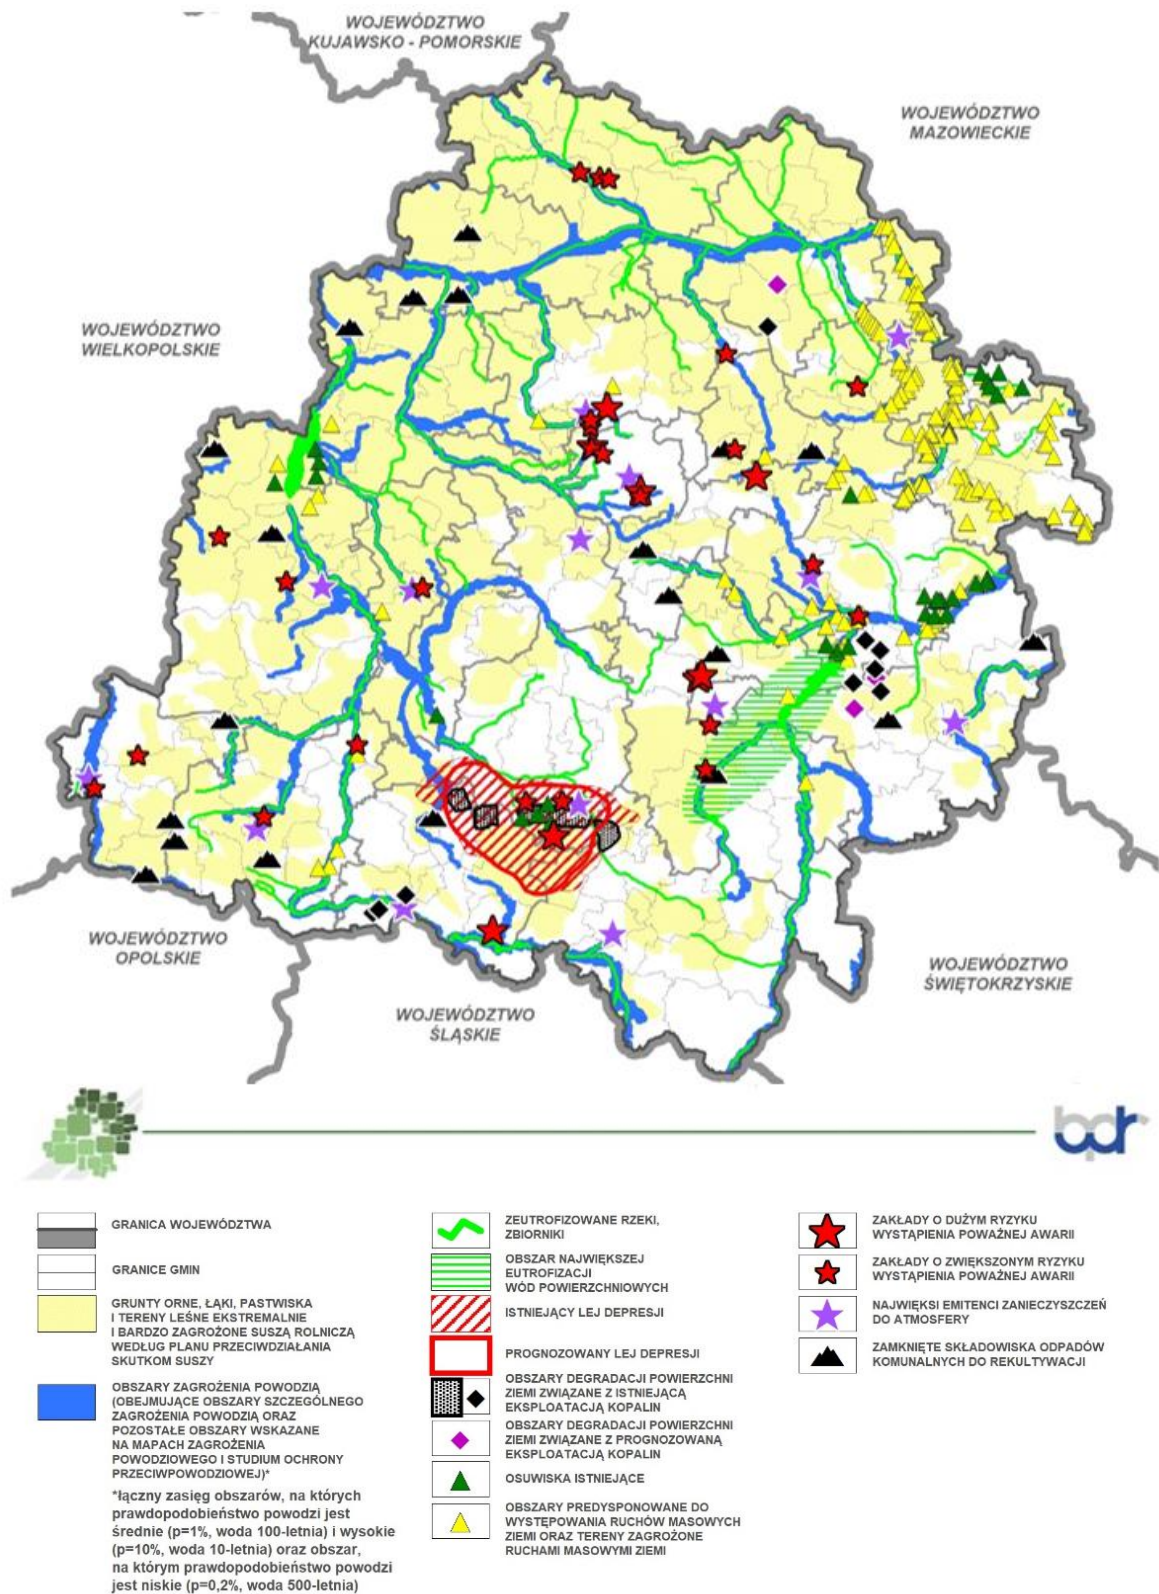 WOJEWÓDZTWO
KUJAWSKO - POMORSKIE
WOJEWÓDZTWO
MAZOWIECKIE
WOJEWÓDZTWO
WIELKOPOLSKIE
WOJEWÓDZTWO
OPOLSKIE
WOJEWÓDZTWO
ŚLĄSKIE
WOJEWÓDZTWO
ŚWIĘTOKRZYSKIE
bpdr
GRANICA WOJEWÓDZTWA
GRANICE GMIN
GRUNTY ORNE, ŁĄKI, PASTWISKA
I TERENY LEŚNE EKSTREMALNIE
I BARDZO ZAGROŻONE SUSZĄ ROLNICZĄ
WEDŁUG PLANU PRZECIWDZIAŁANIA
SKUTKOM SUSZY
OBSZARY ZAGROŻENIA POWODZIĄ
(OBEJMUJĄCE OBSZARY SZCZEGÓLNEGO
ZAGROŻENIA POWODZIĄ ORAZ
POZOSTAŁE OBSZARY WSKAZANE
NA MAPACH ZAGROŻENIA
POWODZIOWEGO I STUDIUM OCHRONY
PRZECIWPOWODZIOWEJ)*
*łączny zasięg obszarów, na których
prawdopodobieństwo powodzi jest
średnie (p=1%, woda 100-letnia) i wysokie
(p=10%, woda 10-letnia) oraz obszar,
na którym prawdopodobieństwo powodzi
jest niskie (p=0,2%, woda 500-letnia)
ZEUTROFIZOWANE RZEKI,
ZBIORNIKI
OBSZAR NAJWIĘKSZEJ
EUTROFIZACJI
WÓD POWIERZCHNIOWYCH
ISTNIEJĄCY LEJ DEPRESJI
PROGNOZOWANY LEJ DEPRESJI
OBSZARY DEGRADACJI POWIERZCHNI
ZIEMI ZWIĄZANE Z ISTNIEJĄCĄ
EKSPLOATACJĄ KOPALIN
OBSZARY DEGRADACJI POWIERZCHNI
ZIEMI ZWIĄZANE Z PROGNOZOWANĄ
EKSPLOATACJĄ KOPALIN
OSUWISKA ISTNIEJĄCE
OBSZARY PREDYSPONOWANE DO
WYSTĘPOWANIA RUCHÓW MASOWYCH
ZIEMI ORAZ TERENY ZAGROŻONE
RUCHAMI MASOWYMI ZIEMI
ZAKŁADY O DUŻYM RYZYKU
WYSTĄPIENIA POWAŻNEJ AWARII
ZAKŁADY O ZWIĘKSZONYM RYZYKU
WYSTĄPIENIA POWAŻNEJ AWARII
NAJWIĘKSI EMITENCI ZANIECZYSZCZEŃ
DO ATMOSFERY
ZAMKNIĘTE SKŁADOWISKA ODPADÓW
KOMUNALNYCH DO REKULTYWACJI